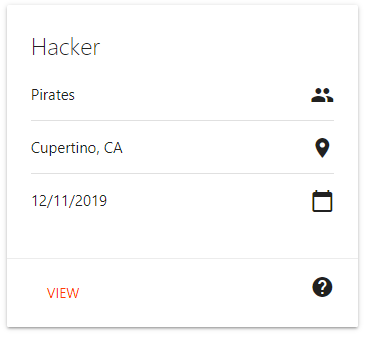 Hacker
Pirates
Cupertino, CA
12/11/2019
VIEW
?